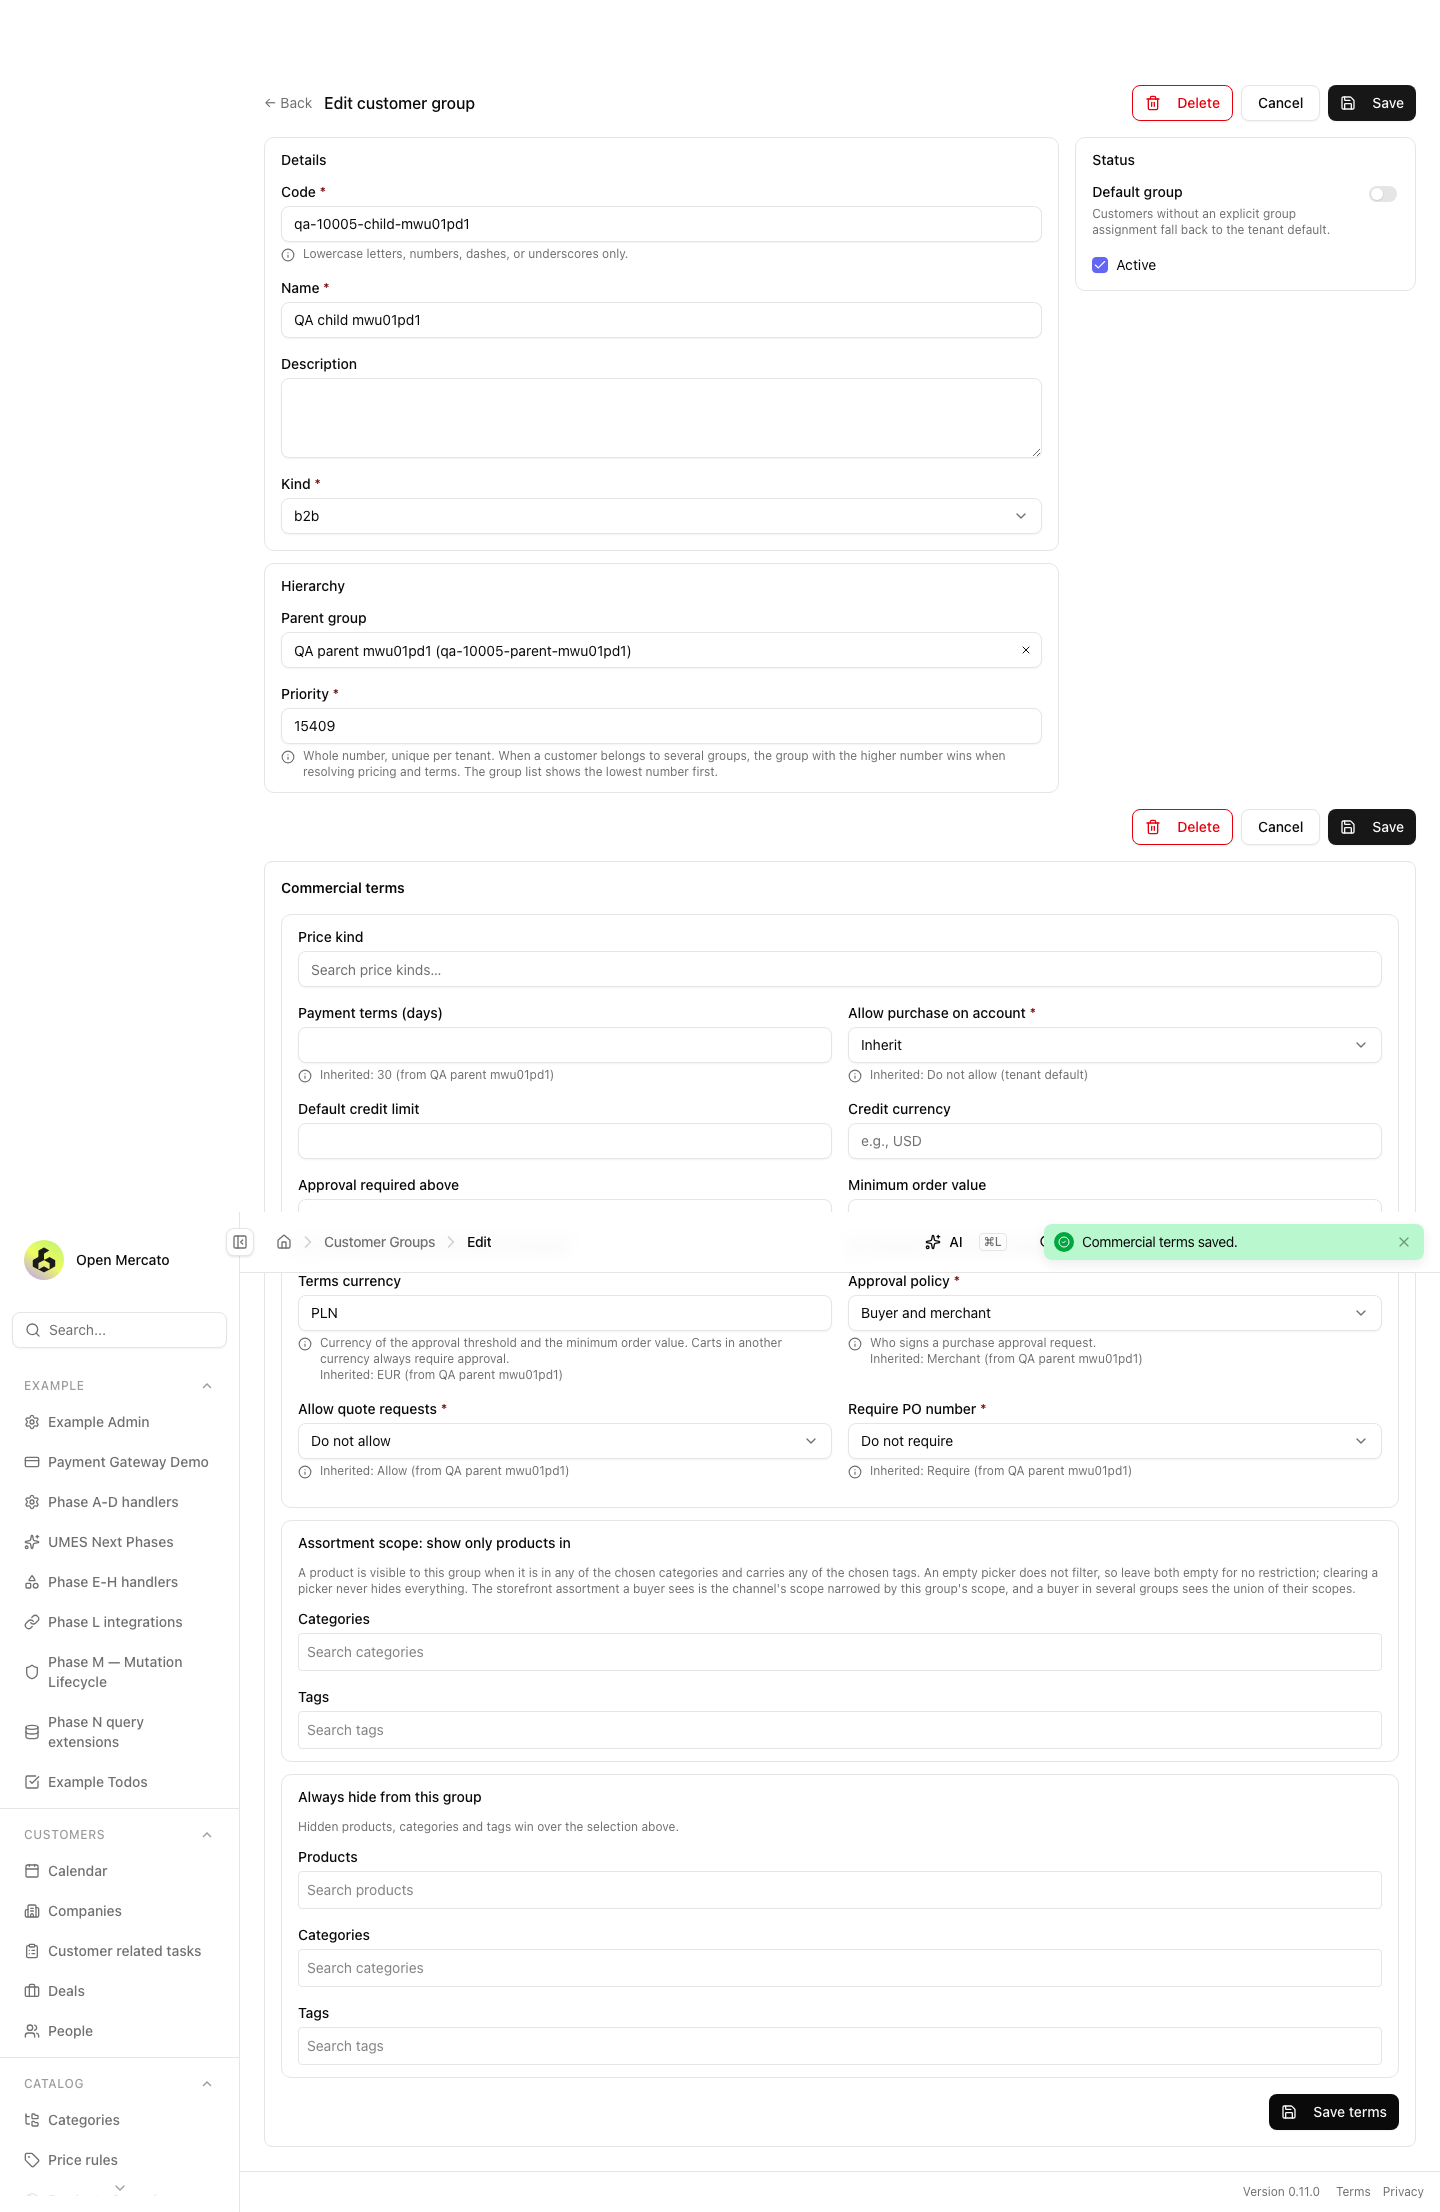 Back
Edit customer group
Delete
Cancel
Save
Details
Code *
qa-10005-child-mwu01pd1
Lowercase letters, numbers, dashes, or underscores only.
Name *
QA child mwu01pd1
Description
Kind *
b2b
Status
Default group
Customers without an explicit group
assignment fall back to the tenant default.
Active
Hierarchy
Parent group
QA parent mwu01pd1 (qa-10005-parent-mwu01pd1)
Priority *
15409
Whole number, unique per tenant. When a customer belongs to several groups, the group with the higher number wins when
resolving pricing and terms. The group list shows the lowest number first.
Delete
Cancel
Save
Commercial terms
Price kind
Search price kinds...
Payment terms (days)
Inherited: 30 (from QA parent mwu01pd1)
Allow purchase on account *
Inherit
Inherited: Do not allow (tenant default)
Default credit limit
Credit currency
e.g., USD
Approval required above
Minimum order value
Open Mercato
Customer Groups
Edit
AI
⌘L
Commercial terms saved.
Search...
EXAMPLE
Example Admin
Payment Gateway Demo
Phase A-D handlers
UMES Next Phases
Phase E-H handlers
Phase L integrations
Phase M — Mutation
Lifecycle
Phase N query
extensions
Example Todos
CUSTOMERS
Calendar
Companies
Customer related tasks
Deals
People
CATALOG
Categories
Price rules
Terms currency
PLN
Currency of the approval threshold and the minimum order value. Carts in another
currency always require approval.
Inherited: EUR (from QA parent mwu01pd1)
Approval policy *
Buyer and merchant
Who signs a purchase approval request.
Inherited: Merchant (from QA parent mwu01pd1)
Allow quote requests *
Do not allow
Inherited: Allow (from QA parent mwu01pd1)
Require PO number *
Do not require
Inherited: Require (from QA parent mwu01pd1)
Assortment scope: show only products in
A product is visible to this group when it is in any of the chosen categories and carries any of the chosen tags. An empty picker does not filter, so leave both empty for no restriction; clearing a
picker never hides everything. The storefront assortment a buyer sees is the channel's scope narrowed by this group's scope, and a buyer in several groups sees the union of their scopes.
Categories
Search categories
Tags
Search tags
Always hide from this group
Hidden products, categories and tags win over the selection above.
Products
Search products
Categories
Search categories
Tags
Search tags
Save terms
Version 0.11.0
Terms
Privacy